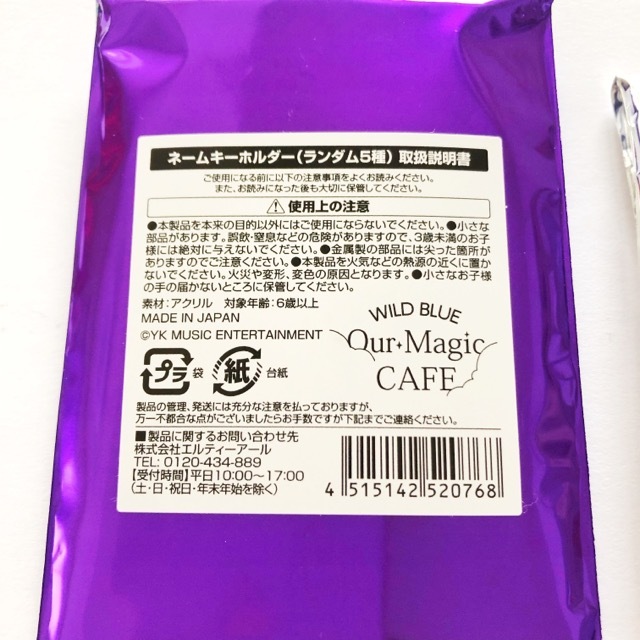 ネームキーホルダー(ランダム5種) 取扱説明書
ご使用になる前に以下の注意事項をよくお読みください。
また、お読みになった後も大切に保管してください。
使用上の注意
●本製品を本来の目的以外にはご使用にならないでください。●小さな
部品があります。誤飲・窒息などの危険がありますので、3歳未満のお子
様には絶対に与えないでください。●金属製の部品には尖った箇所が
ありますのでご注意ください。●本製品を火気などの熱源の近くに置か
ないでください。火災や変形、変色の原因となります。●小さなお子様
の手の届かないところに保管してください。
素材：アクリル 対象年齢：6歳以上
MADE IN JAPAN
©YK MUSIC ENTERTAINMENT
WILD BLUE
Our・Magic
CAFE
プラ 袋 紙 台紙
製品の管理、発送には充分な注意を払っておりますが、
万一不都合な点がございましたらお手数ですが下記までご連絡ください。
■製品に関するお問い合わせ先
株式会社エルティーアール
TEL: 0120-434-889
【受付時間】平日10:00〜17:00
(土・日・祝日・年末年始を除く)
4 515142 520768